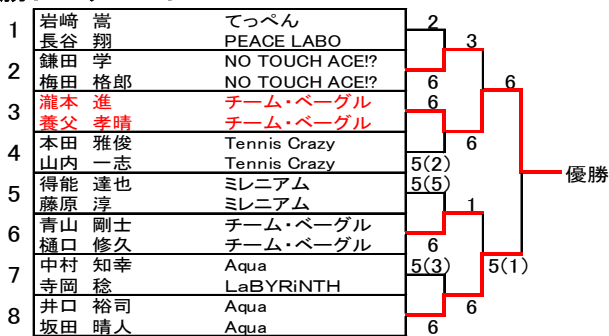 1 岩﨑 嵩 てっぺん 2
長谷 翔 PEACE LABO 3
2 鎌田 学 NO TOUCH ACE!?
梅田 格郎 NO TOUCH ACE!? 6 6
3 瀧本 進 チーム・ベーグル 6
養父 孝晴 チーム・ベーグル
4 本田 雅俊 Tennis Crazy 6
山内 一志 Tennis Crazy 5(2)
優勝
5 得能 達也 ミレニアム 5(5)
藤原 淳 ミレニアム 1
6 青山 剛士 チーム・ベーグル
樋口 修久 チーム・ベーグル 6
7 中村 知幸 Aqua 5(3) 5(1)
寺岡 稔 LaBYRiNTH
8 井口 裕司 Aqua 6
坂田 晴人 Aqua 6